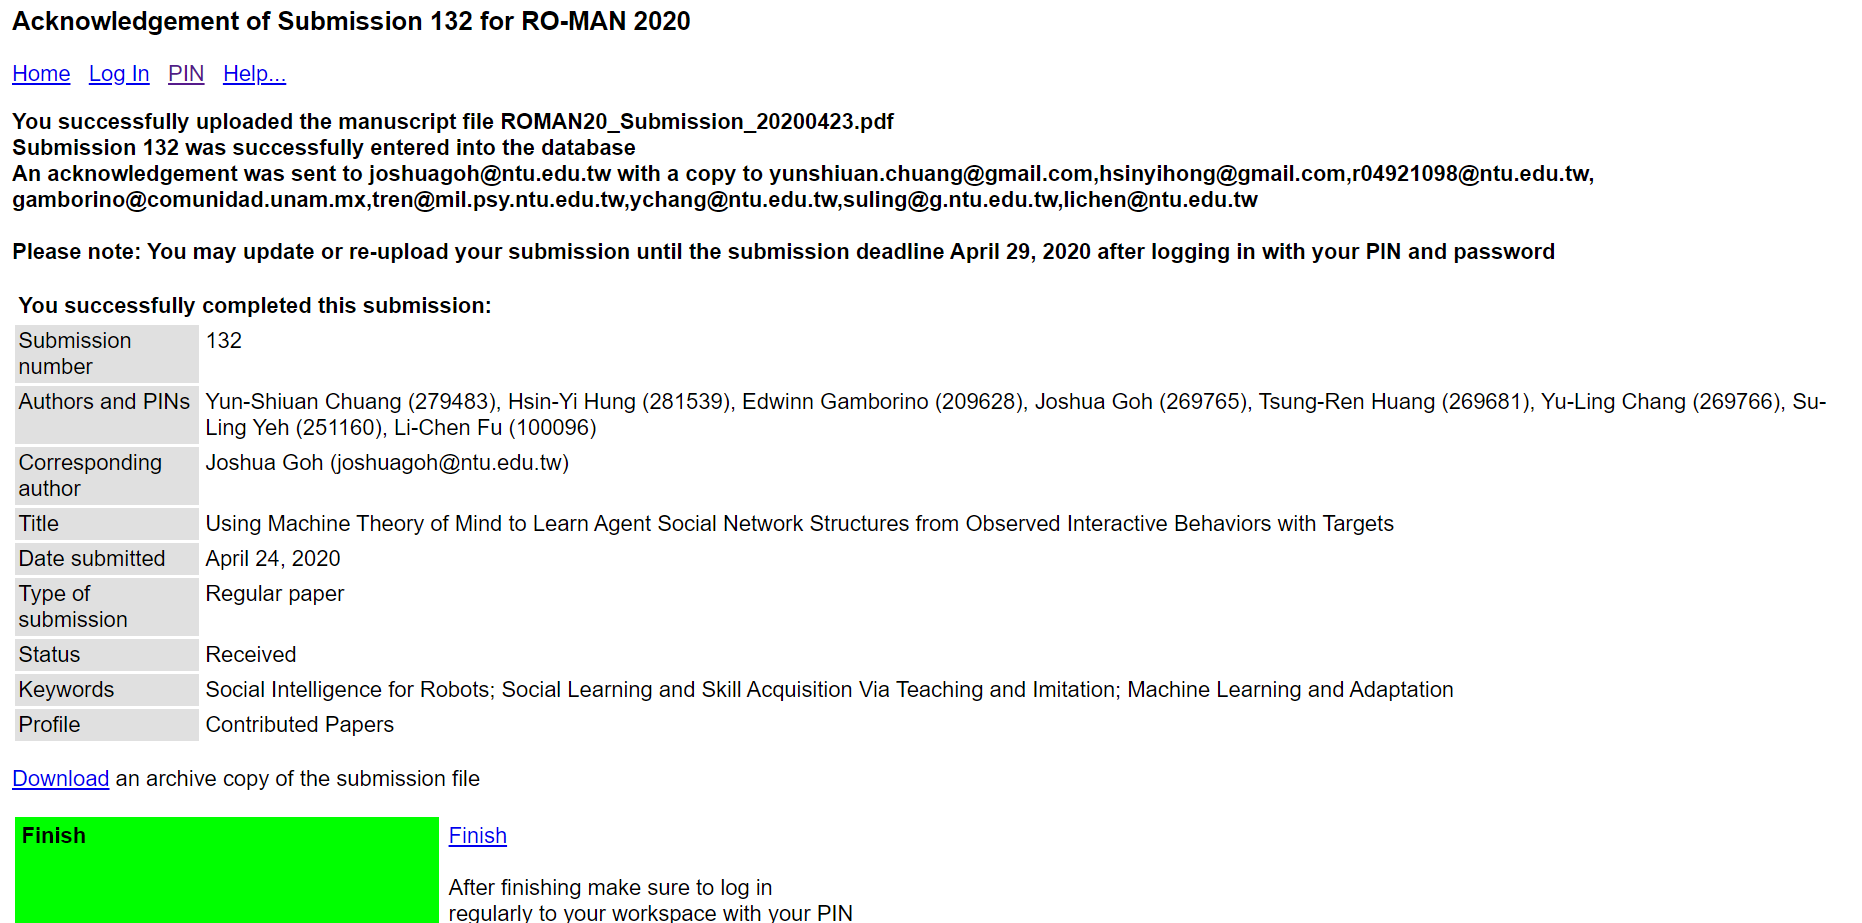 Acknowledgement of Submission 132 for RO-MAN 2020
Home Log In PIN Help...
You successfully uploaded the manuscript file ROMAN20_Submission_20200423.pdf
Submission 132 was successfully entered into the database
An acknowledgement was sent to joshuagoh@ntu.edu.tw with a copy to yunshiuan.chuang@gmail.com,hsinyihong@gmail.com,r04921098@ntu.edu.tw,
gamborino@comunidad.unam.mx,tren@mil.psy.ntu.edu.tw,ychang@ntu.edu.tw,suling@g.ntu.edu.tw,lichen@ntu.edu.tw
Please note: You may update or re-upload your submission until the submission deadline April 29, 2020 after logging in with your PIN and password
You successfully completed this submission:
Submission number 132
Authors and PINs Yun-Shiuan Chuang (279483), Hsin-Yi Hung (281539), Edwinn Gamborino (209628), Joshua Goh (269765), Tsung-Ren Huang (269681), Yu-Ling Chang (269766), Su-
Ling Yeh (251160), Li-Chen Fu (100096)
Corresponding author Joshua Goh (joshuagoh@ntu.edu.tw)
Title Using Machine Theory of Mind to Learn Agent Social Network Structures from Observed Interactive Behaviors with Targets
Date submitted April 24, 2020
Type of submission Regular paper
Status Received
Keywords Social Intelligence for Robots; Social Learning and Skill Acquisition Via Teaching and Imitation; Machine Learning and Adaptation
Profile Contributed Papers
Download an archive copy of the submission file
Finish Finish
After finishing make sure to log in
regularly to your workspace with your PIN